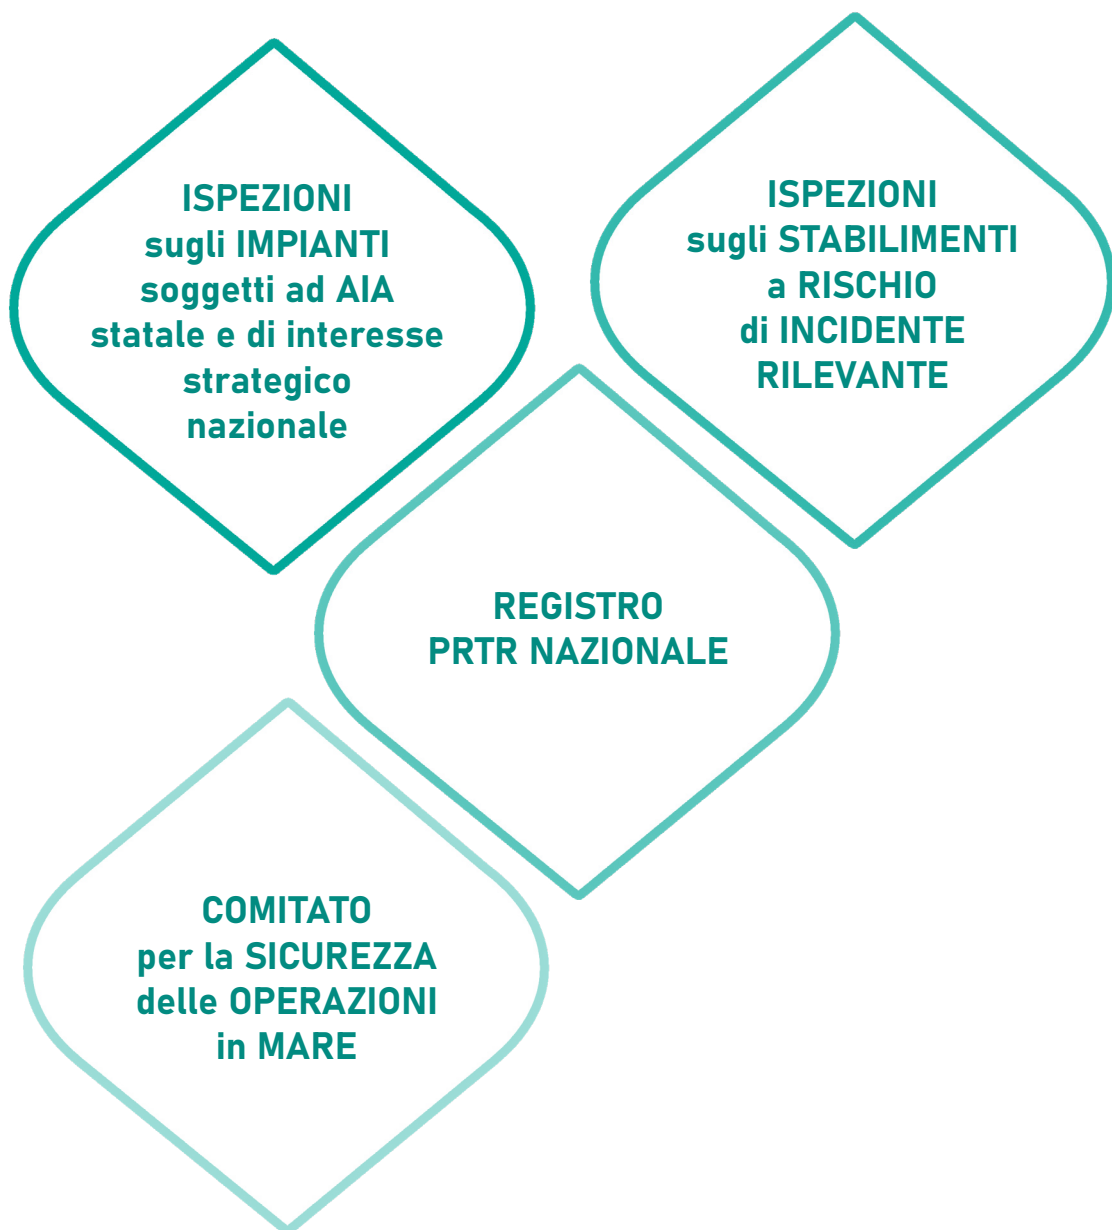 ISPEZIONI
sugli IMPIANTI
soggetti ad AIA
statale e di interesse
strategico
nazionale
ISPEZIONI
sugli STABILIMENTI
a RISCHIO
di INCIDENTE
RILEVANTE
REGISTRO
PRTR NAZIONALE
COMITATO
per la SICUREZZA
delle OPERAZIONI
in MARE